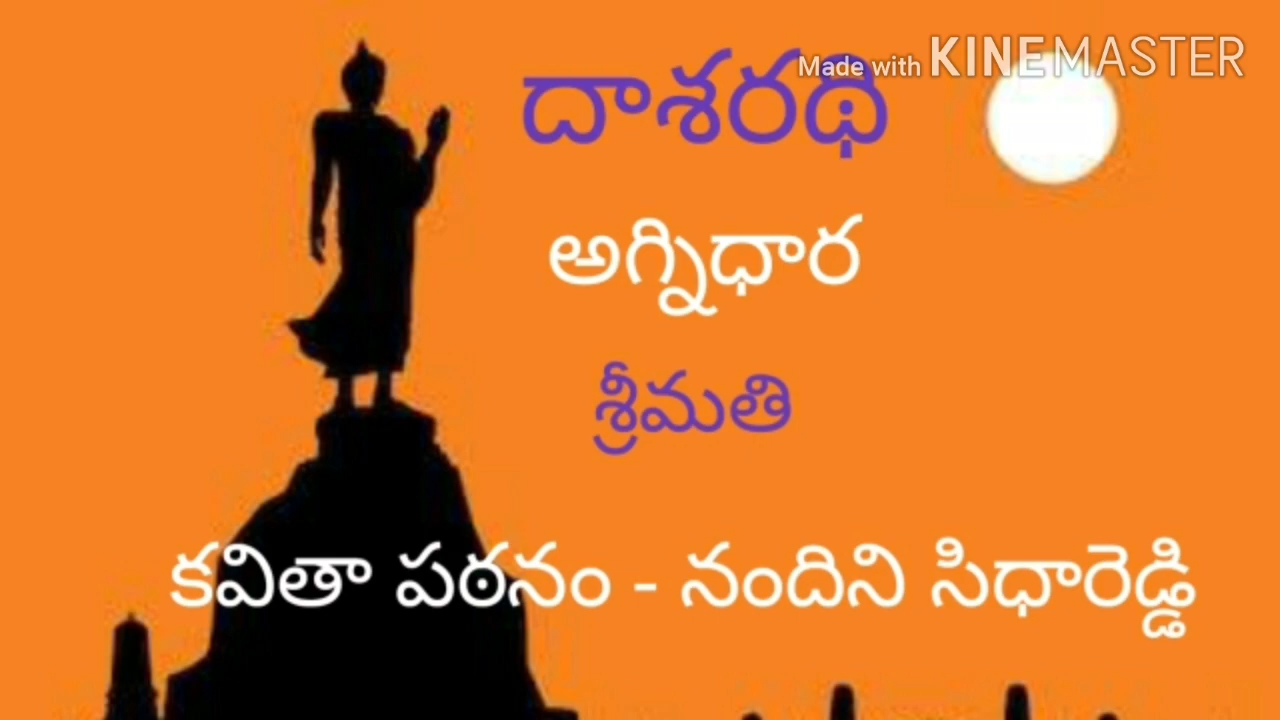 Made with KINEMASTER
దాశరథి
అగ్నిధార
శ్రీమతి
కవితా పఠనం - నందిని సిధారెడ్డి